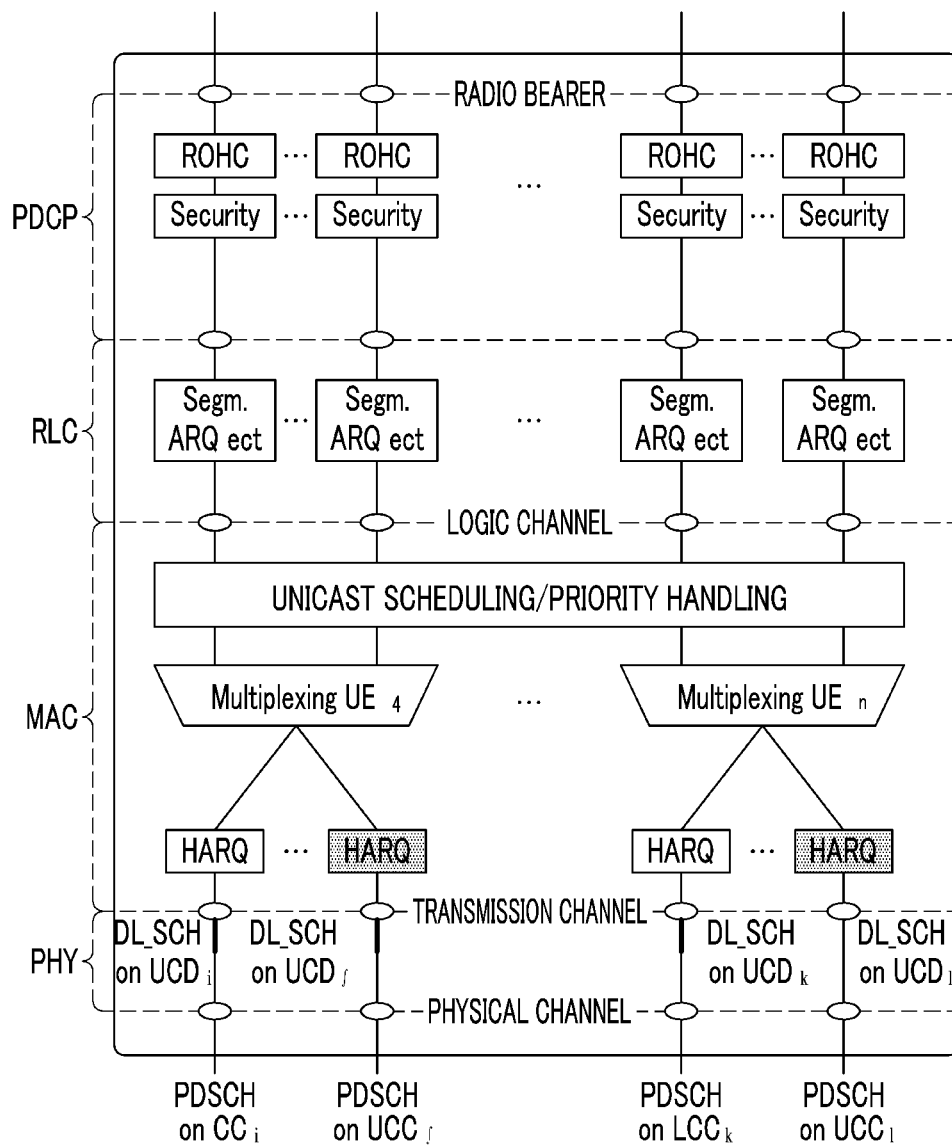 RADIO BEARER
ROHC ... ROHC ... ROHC ... ROHC
PDCP
Security ... Security Security ... Security
RLC
Segm. ARQ ect ... Segm. ARQ ect ... Segm. ARQ ect ... Segm. ARQ ect
LOGIC CHANNEL
UNICAST SCHEDULING/PRIORITY HANDLING
MAC
Multiplexing UE 4 ... Multiplexing UE n
HARQ ... HARQ HARQ ... HARQ
TRANSMISSION CHANNEL
PHY
DL_SCH on UCD i
DL_SCH on UCD ∫
DL_SCH on UCD k
DL_SCH on UCD l
PHYSICAL CHANNEL
PDSCH on CC i
PDSCH on UCC ∫
PDSCH on LCC k
PDSCH on UCC l